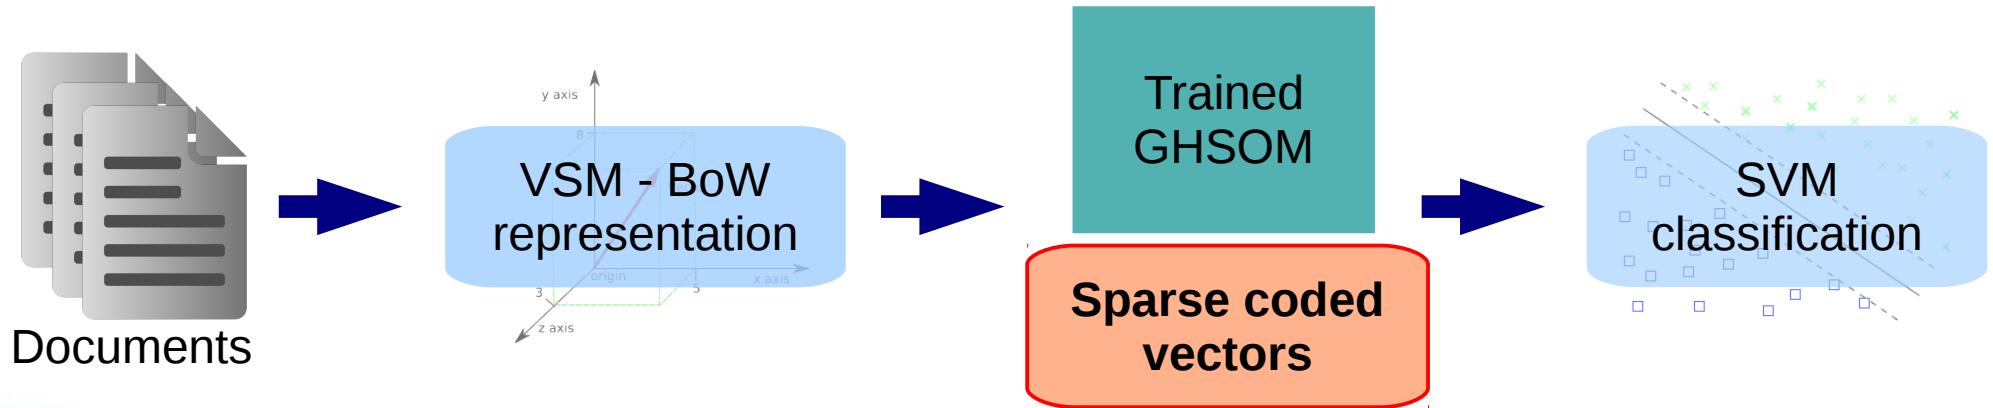 Documents
y axis
8
VSM - BoW
representation
origin
x axis
5
3
z axis
Trained
GHSOM
Sparse coded
vectors
SVM
classification